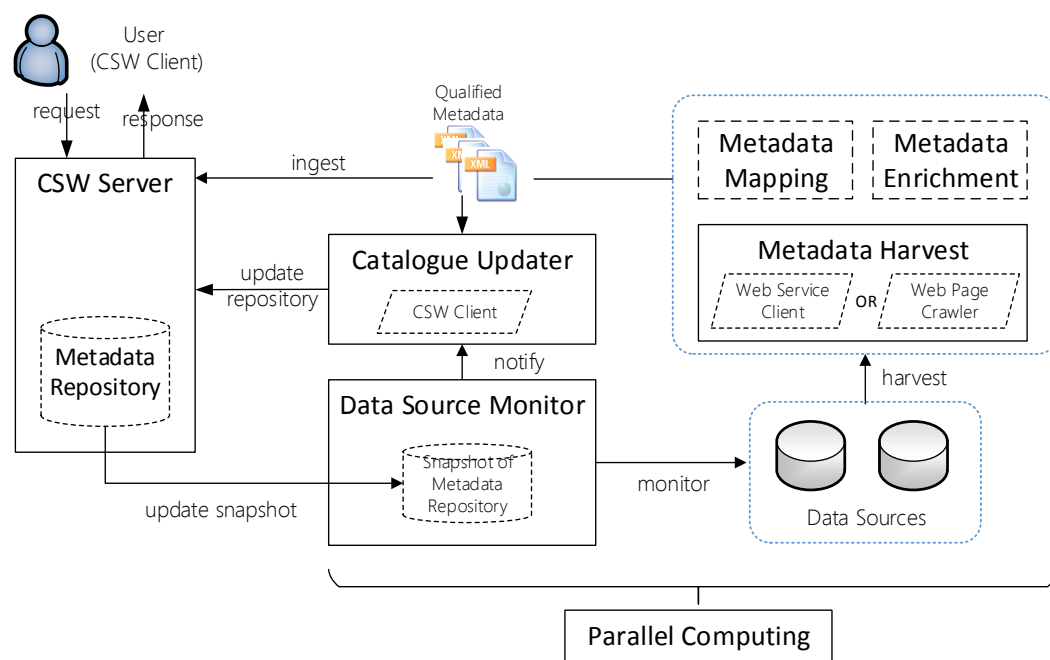 User
(CSW Client)
request
response
Qualified
Metadata
XML
XML
ingest
CSW Server
Metadata
Mapping
Metadata
Enrichment
Metadata Harvest
Web Service
Client
OR
Web Page
Crawler
Catalogue Updater
CSW Client
update
repository
Metadata
Repository
notify
harvest
Data Source Monitor
Snapshot of
Metadata
Repository
monitor
update snapshot
Data Sources
Parallel Computing